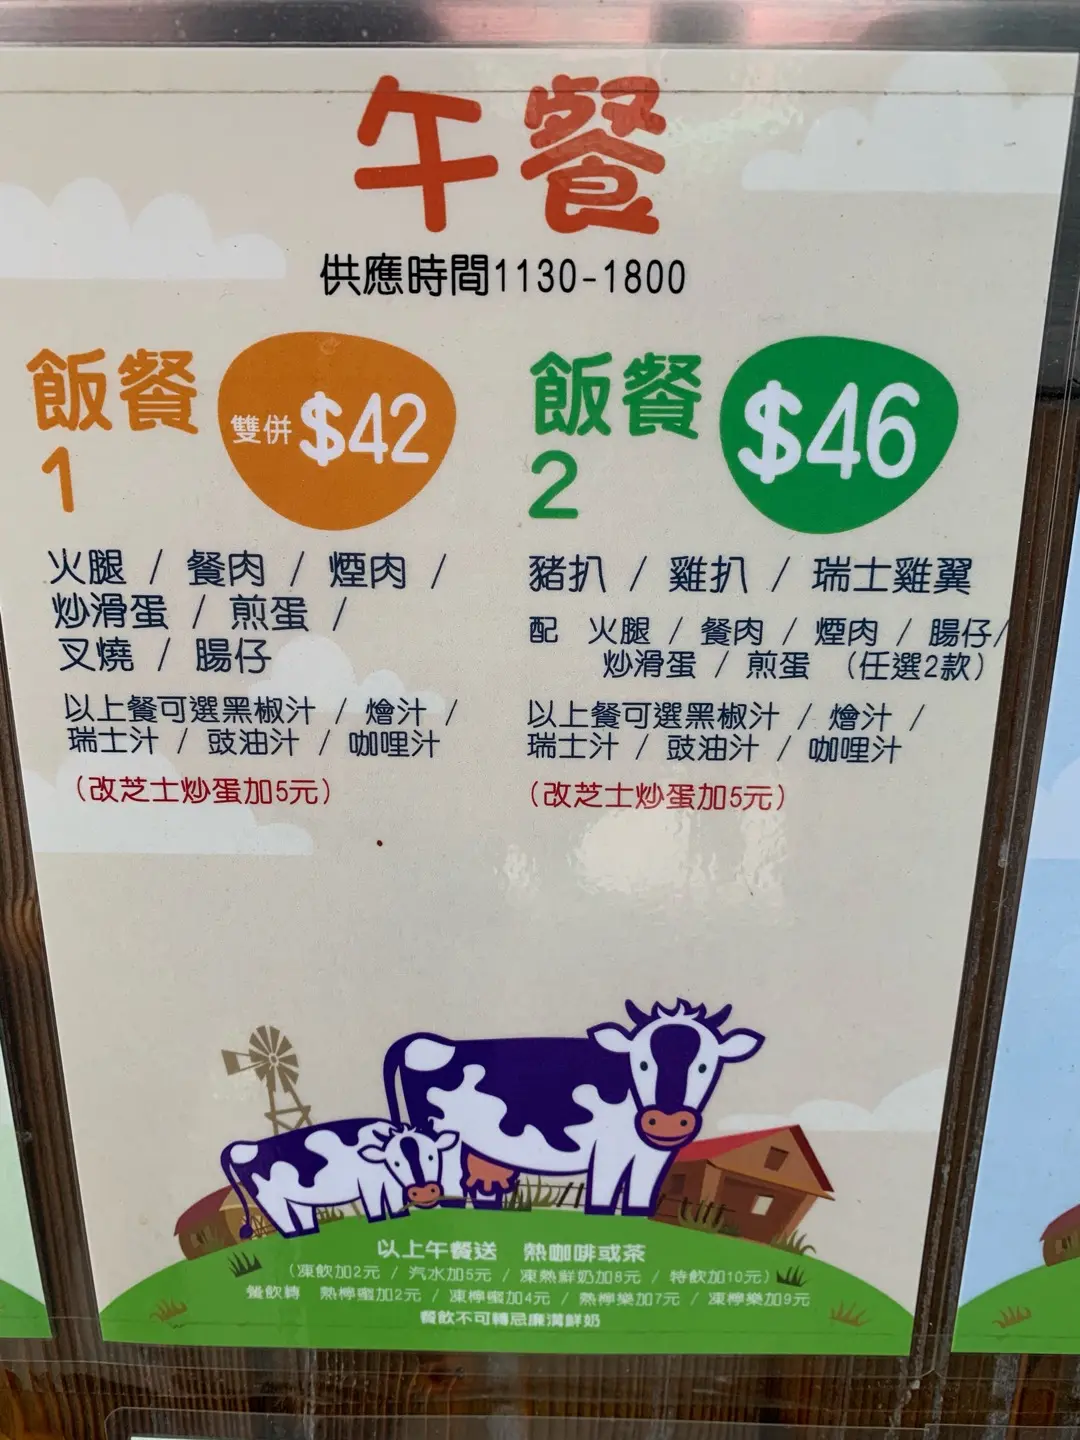 午餐
供應時間1130-1800
飯餐
1
雙併 $42
火腿 / 餐肉 / 煙肉 /
炒滑蛋 / 煎蛋 /
叉燒 / 腸仔
以上餐可選黑椒汁 / 燴汁 /
瑞士汁 / 豉油汁 / 咖哩汁
（改芝士炒蛋加5元）
飯餐
2
$46
豬扒 / 雞扒 / 瑞士雞翼
配 火腿 / 餐肉 / 煙肉 / 腸仔/
炒滑蛋 / 煎蛋 （任選2款）
以上餐可選黑椒汁 / 燴汁 /
瑞士汁 / 豉油汁 / 咖哩汁
（改芝士炒蛋加5元）
以上午餐送 熱咖啡或茶
（凍飲加2元 / 汽水加5元 / 凍熱鮮奶加8元 / 特飲加10元）
餐飲轉 熱檸蜜加2元 / 凍檸蜜加4元 / 熱檸樂加7元 / 凍檸樂加9元
餐飲不可轉忌廉溝鮮奶